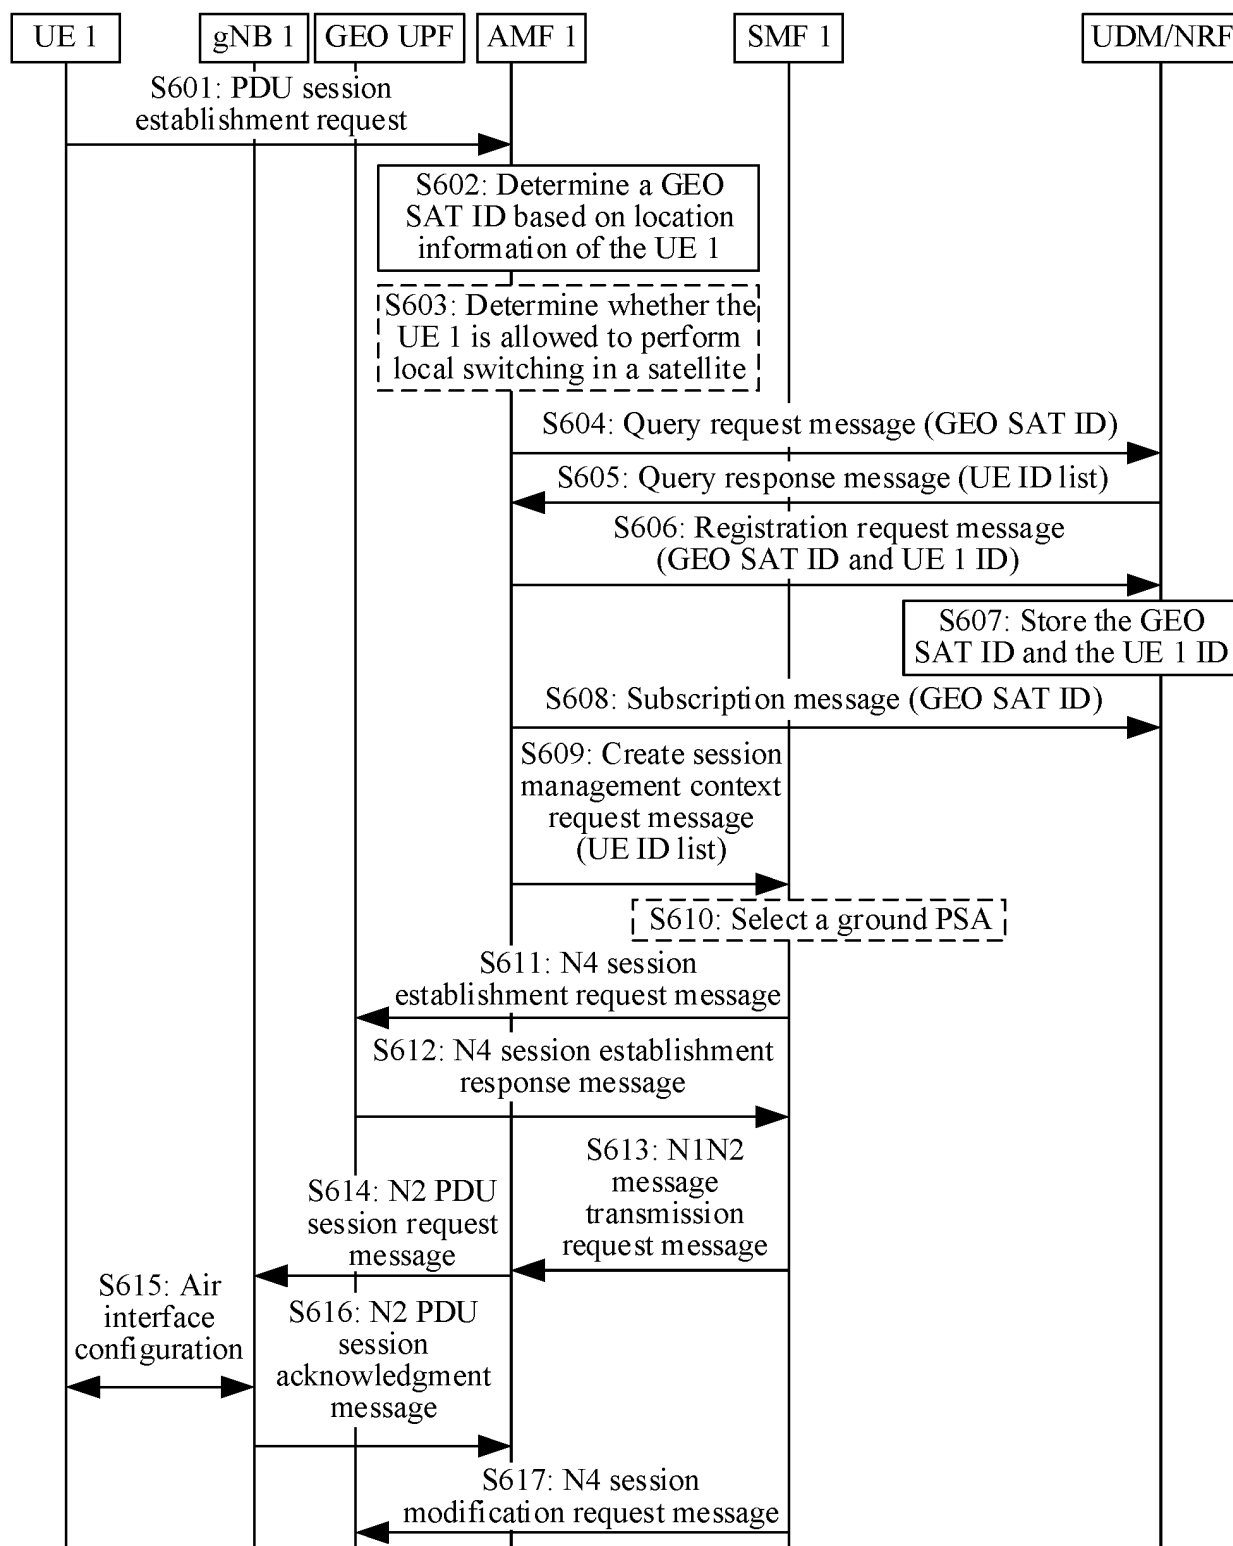 UE 1
gNB 1
GEO UPF
AMF 1
SMF 1
UDM/NRF
S601: PDU session
establishment request
S602: Determine a GEO
SAT ID based on location
information of the UE 1
S603: Determine whether the
UE 1 is allowed to perform
local switching in a satellite
S604: Query request message (GEO SAT ID)
S605: Query response message (UE ID list)
S606: Registration request message
(GEO SAT ID and UE 1 ID)
S607: Store the GEO
SAT ID and the UE 1 ID
S608: Subscription message (GEO SAT ID)
S609: Create session
management context
request message
(UE ID list)
S610: Select a ground PSA
S611: N4 session
establishment request message
S612: N4 session establishment
response message
S613: N1N2
message
transmission
request message
S614: N2 PDU
session request
message
S615: Air
interface
configuration
S616: N2 PDU
session
acknowledgment
message
S617: N4 session
modification request message